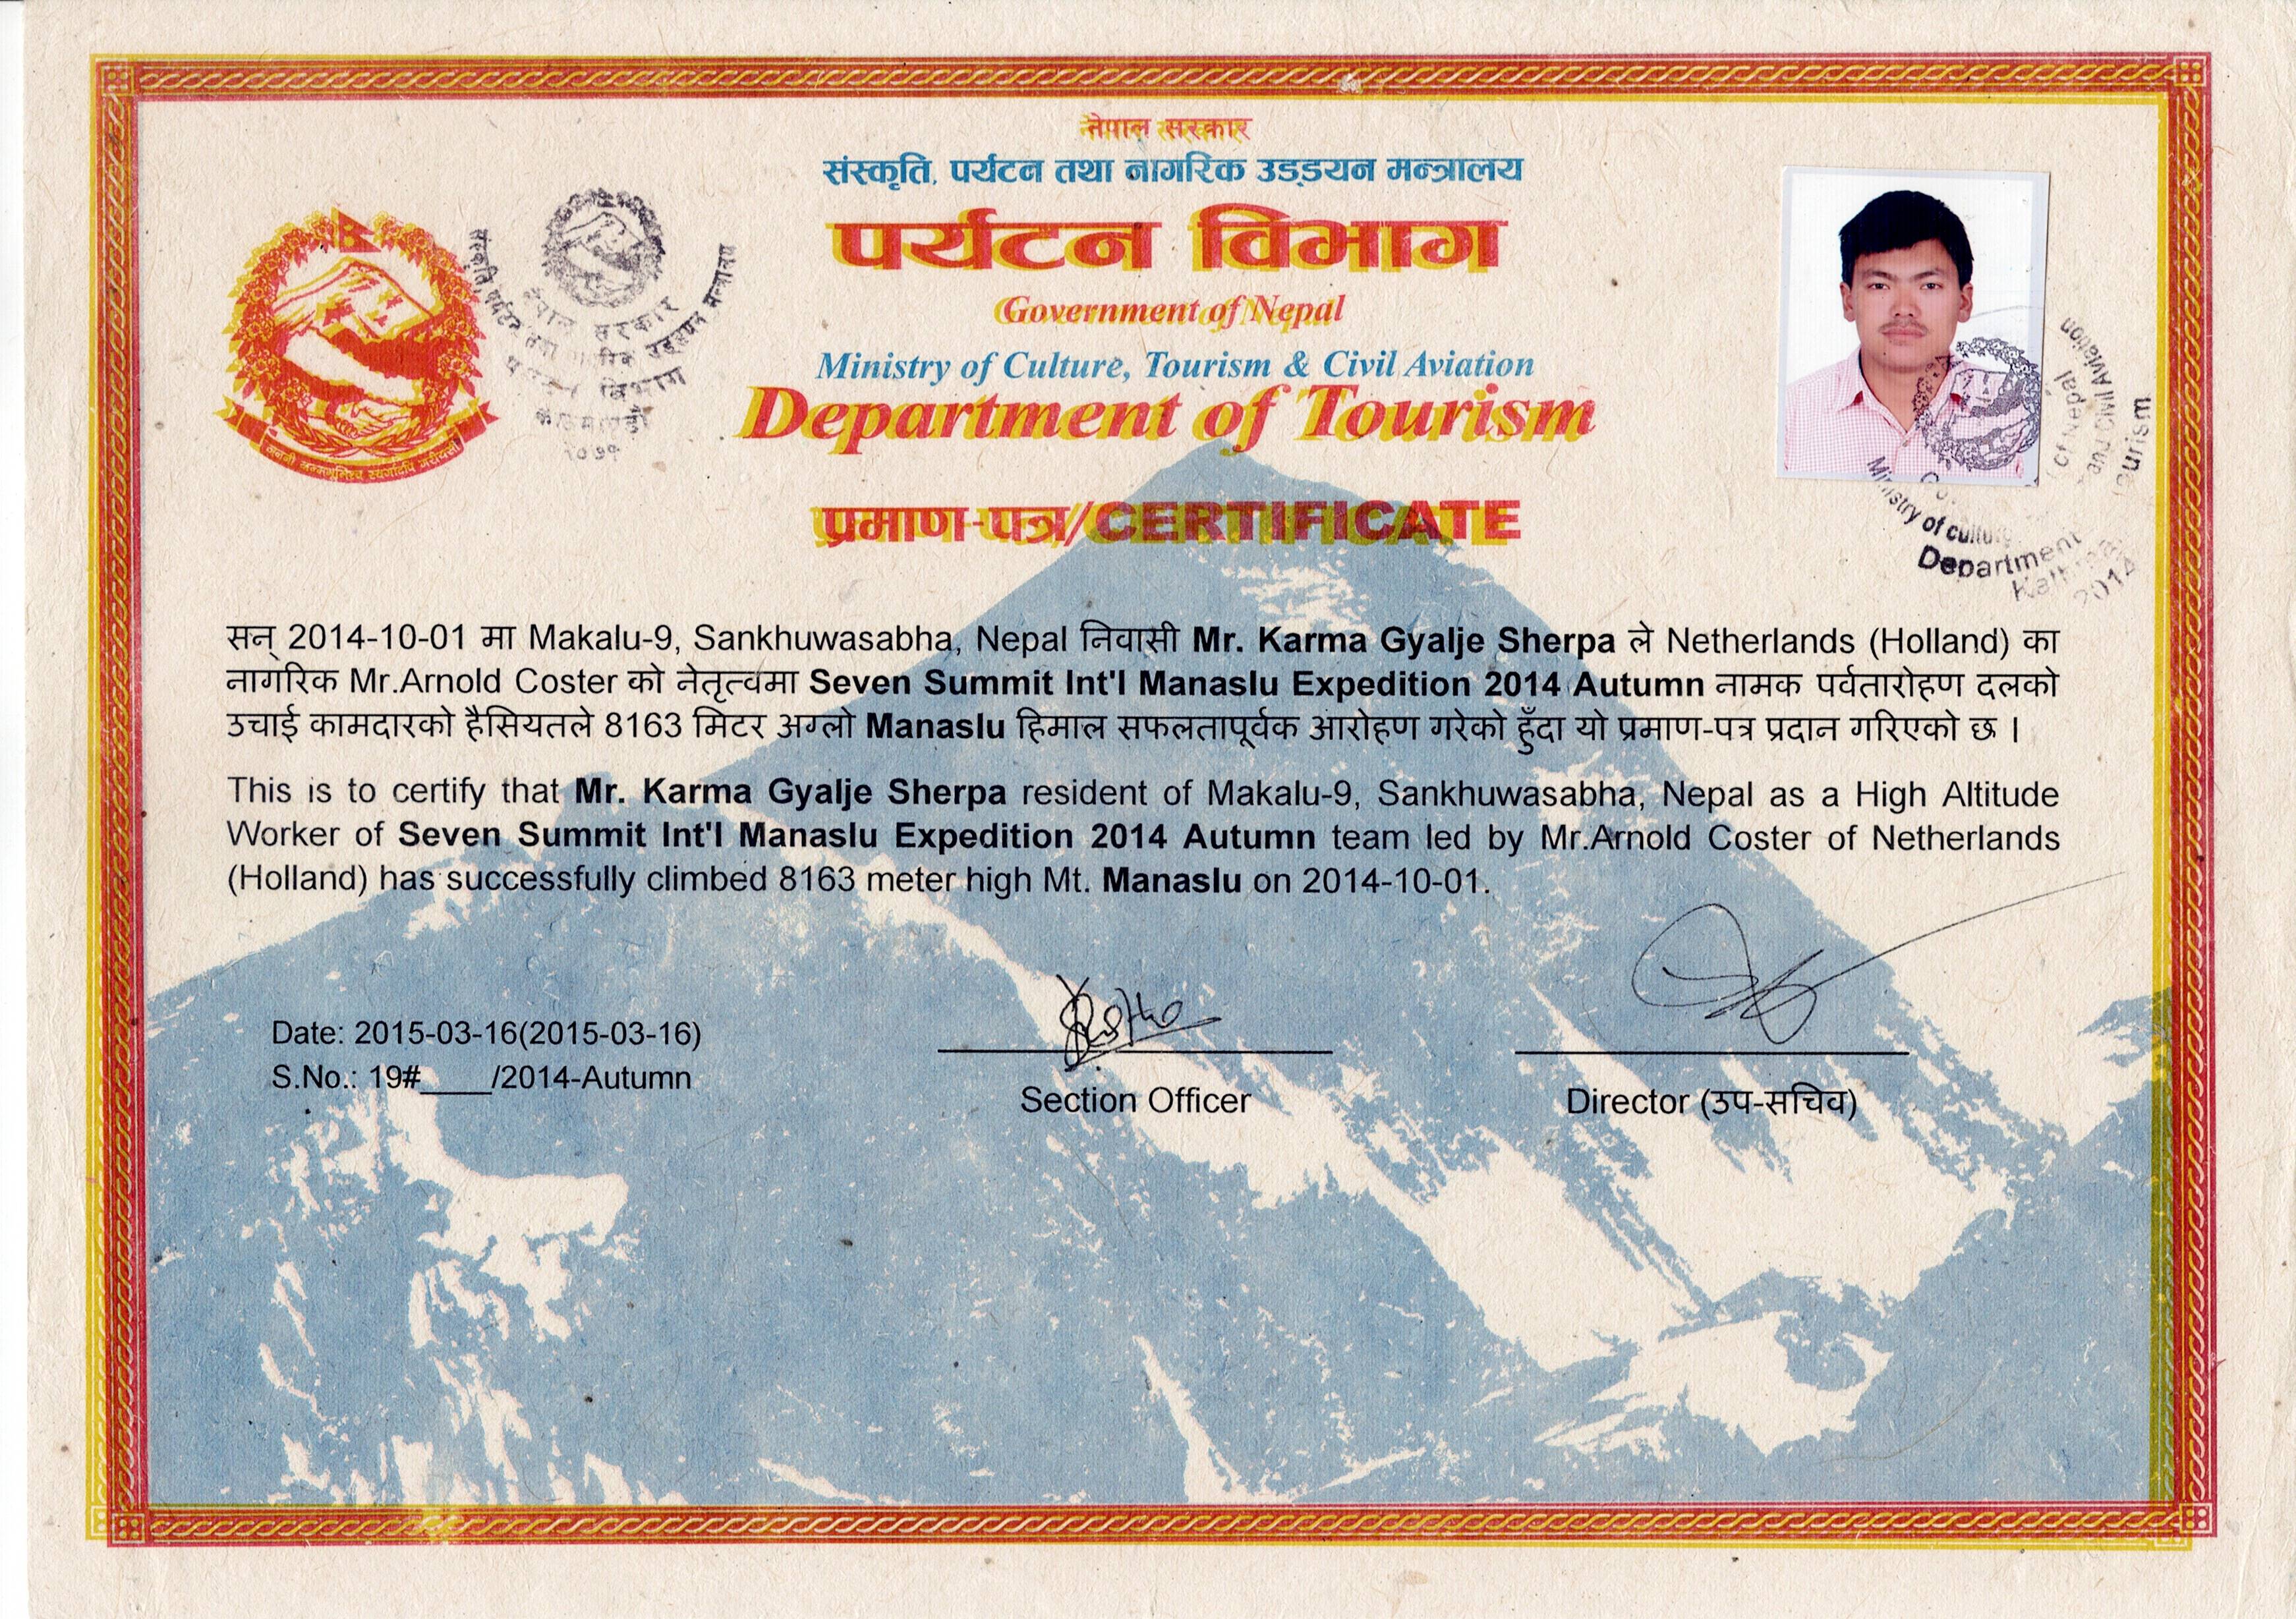 नेपाल सरकार
संस्कृति, पर्यटन तथा नागरिक उड्डयन मन्त्रालय
पर्यटन विभाग
Government of Nepal
Ministry of Culture, Tourism & Civil Aviation
Department of Tourism
प्रमाण-पत्र/CERTIFICATE
जननी जन्मभूमिश्च स्वर्गादपि गरीयसी
नेपाल सरकार
संस्कृति पर्यटन तथा नागरिक उड्डयन मन्त्रालय
पर्यटन विभाग
काठमाण्डौ
२०७१
of Nepal
Ministry of culture and Civil Aviation
Department ourism
2014
सन् 2014-10-01 मा Makalu-9, Sankhuwasabha, Nepal निवासी Mr. Karma Gyalje Sherpa ले Netherlands (Holland) का
नागरिक Mr.Arnold Coster को नेतृत्वमा Seven Summit Int'l Manaslu Expedition 2014 Autumn नामक पर्वतारोहण दलको
उचाई कामदारको हैसियतले 8163 मिटर अग्लो Manaslu हिमाल सफलतापूर्वक आरोहण गरेको हुँदा यो प्रमाण-पत्र प्रदान गरिएको छ ।
This is to certify that Mr. Karma Gyalje Sherpa resident of Makalu-9, Sankhuwasabha, Nepal as a High Altitude
Worker of Seven Summit Int'l Manaslu Expedition 2014 Autumn team led by Mr.Arnold Coster of Netherlands
(Holland) has successfully climbed 8163 meter high Mt. Manaslu on 2014-10-01.
Date: 2015-03-16(2015-03-16)
S.No.: 19#____/2014-Autumn
Section Officer
Director (उप-सचिव)